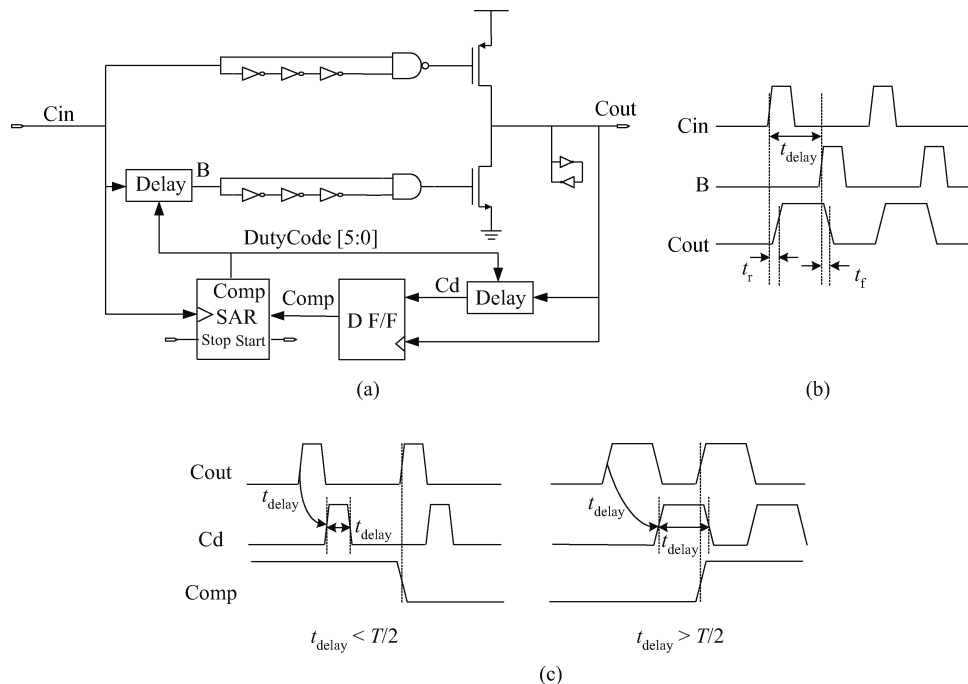 Cin
B
Delay
Cout
DutyCode [5:0]
Comp
SAR
Stop Start
Comp
D F/F
Cd
Delay
(a)
Cin
t_delay
B
Cout
t_r
t_f
(b)
Cout
t_delay
t_delay
Cd
Comp
t_delay < T/2
t_delay
t_delay
t_delay > T/2
(c)